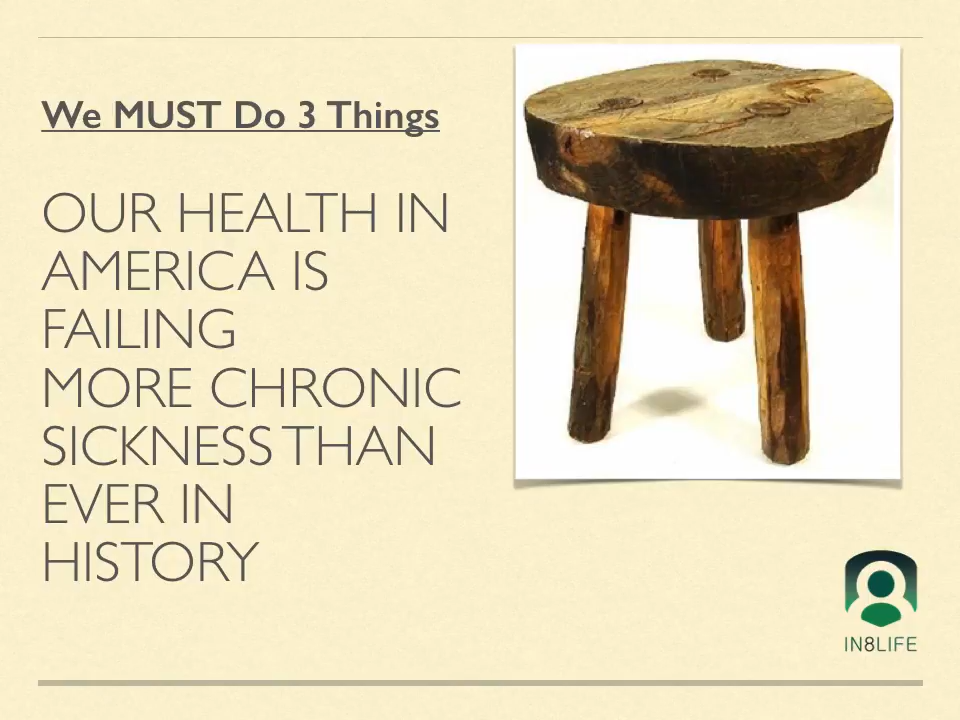 We MUST Do 3 Things
OUR HEALTH IN
AMERICA IS
FAILING
MORE CHRONIC
SICKNESS THAN
EVER IN
HISTORY
IN8LIFE